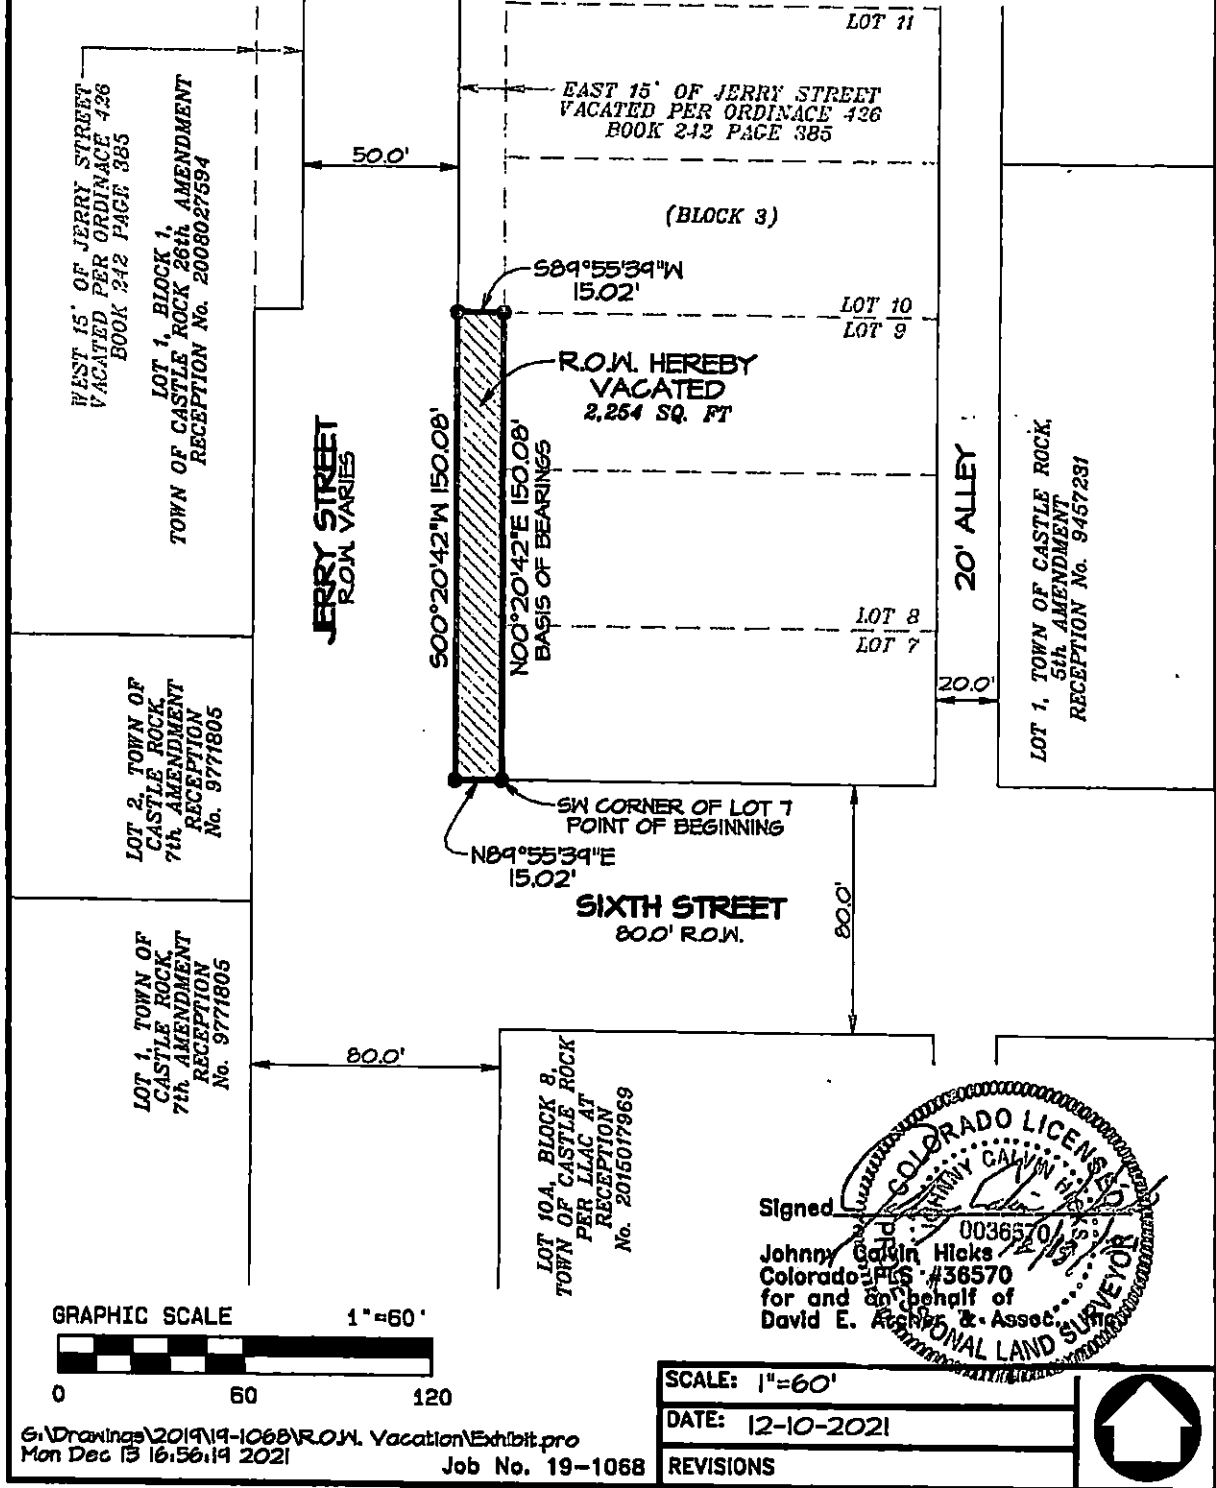 LOT 11
EAST 15' OF JERRY STREET
VACATED PER ORDINACE 426
BOOK 242 PAGE 385
WEST 15' OF JERRY STREET
VACATED PER ORDINACE 426
BOOK 242 PAGE 385
LOT 1, BLOCK 1,
TOWN OF CASTLE ROCK 26th AMENDMENT
RECEPTION No. 2008027594
50.0'
(BLOCK 3)
S89°55'39"W
15.02'
LOT 10
LOT 9
R.O.W. HEREBY
VACATED
2,254 SQ. FT
JERRY STREET
R.O.W. VARIES
S00°20'42"W 150.08'
N00°20'42"E 150.08'
BASIS OF BEARINGS
20' ALLEY
LOT 1, TOWN OF CASTLE ROCK,
5th AMENDMENT
RECEPTION No. 9457231
LOT 8
LOT 7
20.0'
LOT 2, TOWN OF
CASTLE ROCK,
7th AMENDMENT
RECEPTION
No. 9771805
SW CORNER OF LOT 7
POINT OF BEGINNING
N89°55'39"E
15.02'
SIXTH STREET
80.0' R.O.W.
80.0'
LOT 1, TOWN OF
CASTLE ROCK,
7th AMENDMENT
RECEPTION
No. 9771805
80.0'
LOT 10A, BLOCK 8,
TOWN OF CASTLE ROCK
PER LLAC AT
RECEPTION
No. 2015017969
COLORADO LICENSED
JOHNNY CALVIN HICKS
0036570
PROFESSIONAL LAND SURVEYOR
Signed
Johnny Calvin Hicks
Colorado PLS #36570
for and on behalf of
David E. Archer & Assoc., Inc.
GRAPHIC SCALE 1"=60'
0 60 120
G:\Drawings\2019\19-1068\R.O.W. Vacation\Exhibit.pro
Mon Dec 13 16:56:19 2021
Job No. 19-1068
SCALE: 1"=60'
DATE: 12-10-2021
REVISIONS